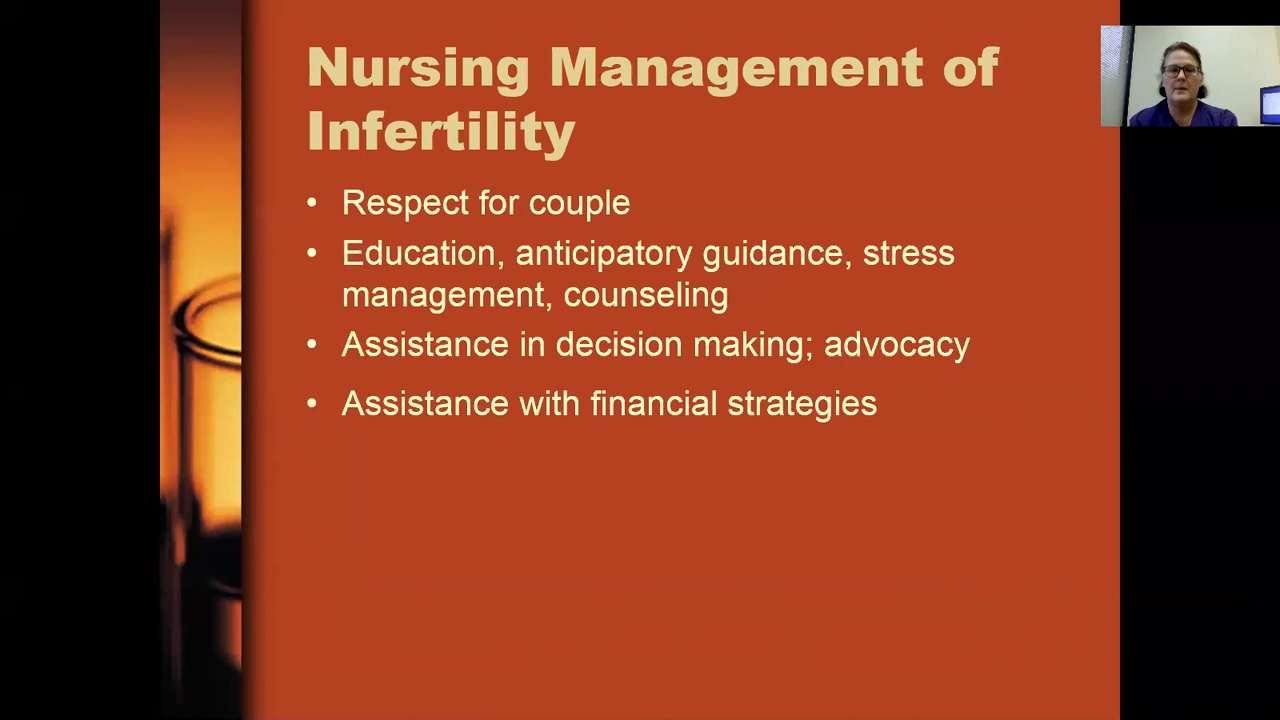 Nursing Management of
Infertility
• Respect for couple
• Education, anticipatory guidance, stress
management, counseling
• Assistance in decision making; advocacy
• Assistance with financial strategies